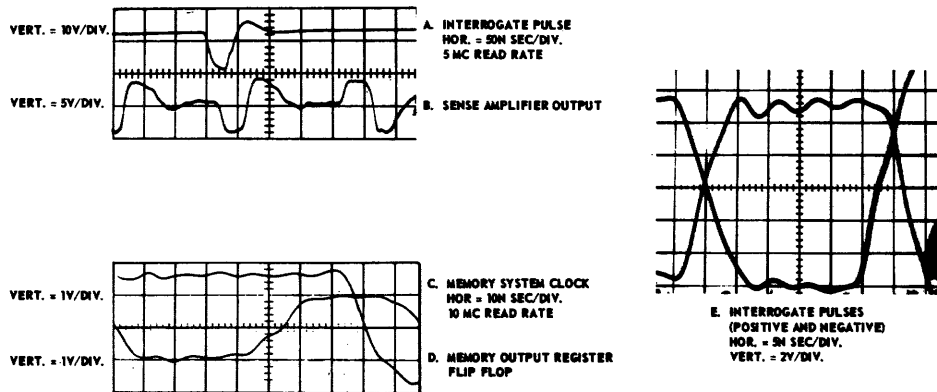 VERT. = 10V/DIV.
A. INTERROGATE PULSE
HOR. = 50N SEC/DIV.
5 MC READ RATE
VERT. = 5V/DIV.
B. SENSE AMPLIFIER OUTPUT
VERT. = 1V/DIV.
C. MEMORY SYSTEM CLOCK
HOR = 10N SEC/DIV.
10 MC READ RATE
VERT. = 1V/DIV.
D. MEMORY OUTPUT REGISTER
FLIP FLOP
E. INTERROGATE PULSES
(POSITIVE AND NEGATIVE)
HOR. = 5N SEC/DIV.
VERT. = 2V/DIV.